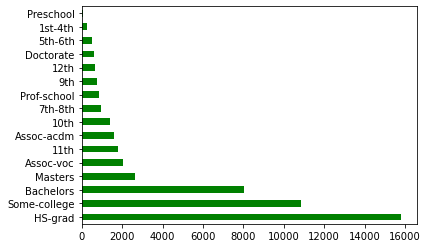 Preschool
1st-4th
5th-6th
Doctorate
12th
9th
Prof-school
7th-8th
10th
Assoc-acdm
11th
Assoc-voc
Masters
Bachelors
Some-college
HS-grad
0 2000 4000 6000 8000 10000 12000 14000 16000